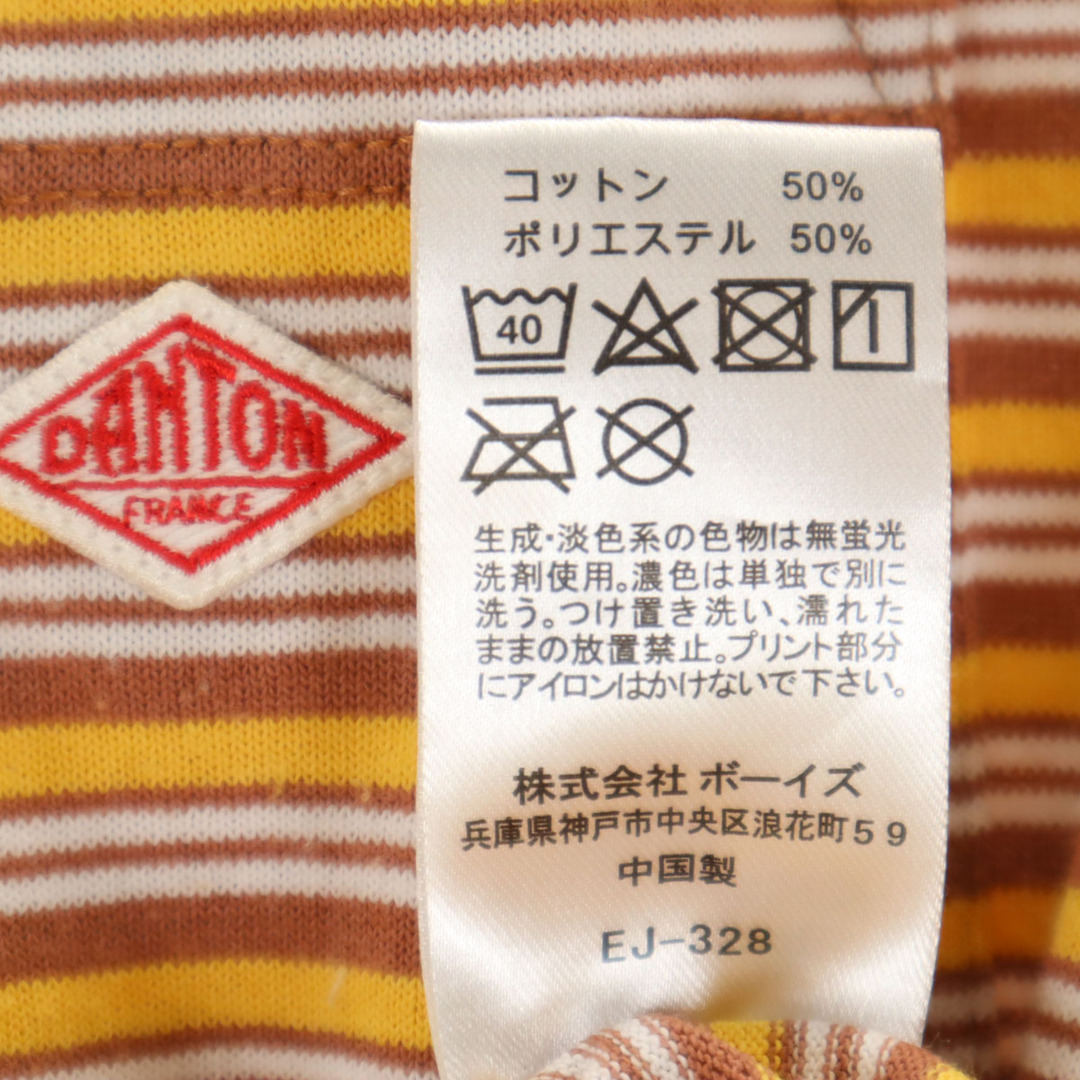 DANTON
FRANCE
コットン 50%
ポリエステル 50%
40
生成・淡色系の色物は無蛍光
洗剤使用。濃色は単独で別に
洗う。つけ置き洗い、濡れた
ままの放置禁止。プリント部分
にアイロンはかけないで下さい。
株式会社 ボーイズ
兵庫県神戸市中央区浪花町59
中国製
EJ-328